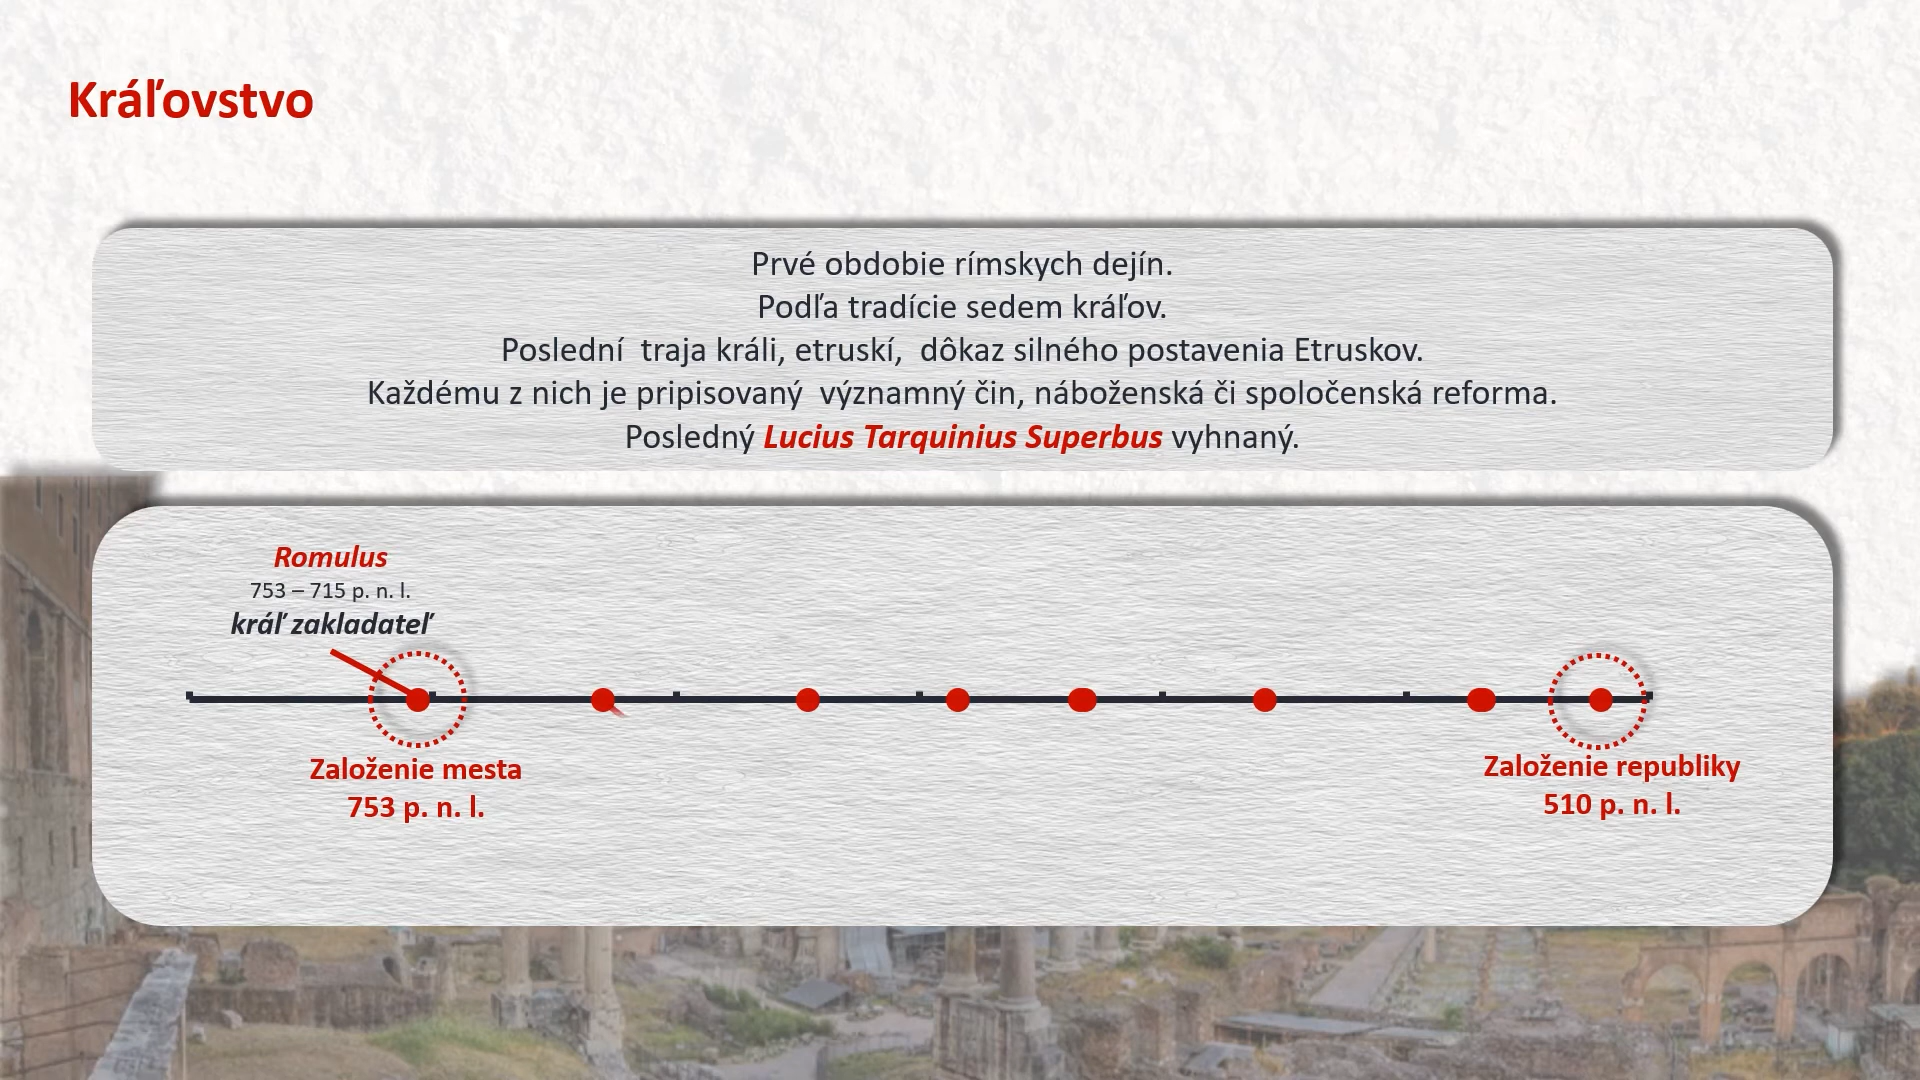 Kráľovstvo
Prvé obdobie rímskych dejín.
Podľa tradície sedem kráľov.
Poslední  traja králi, etruskí,  dôkaz silného postavenia Etruskov.
Každému z nich je pripisovaný  významný čin, náboženská či spoločenská reforma.
Posledný Lucius Tarquinius Superbus vyhnaný.
Romulus
753 – 715 p. n. l.
kráľ zakladateľ
Založenie mesta
753 p. n. l.
Založenie republiky
510 p. n. l.